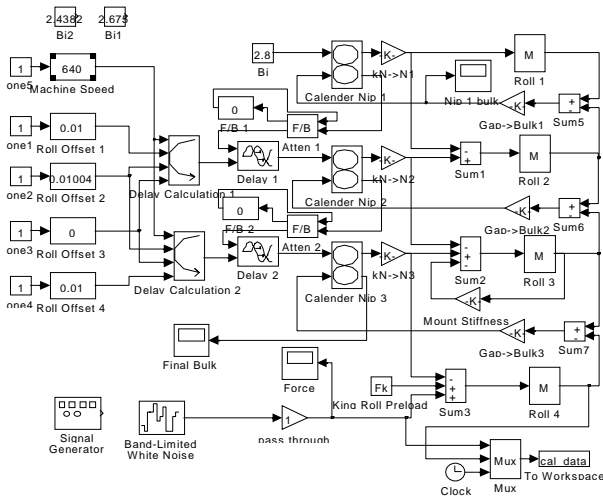 2.4382
2.675
Bi2
Bi1
1
640
one5
Machine Speed
2.8
Bi
-K-
kN->N1
Calender Nip 1
Nip 1 bulk
M
Roll 1
-K-
Gap->Bulk1
+
-
Sum5
1
0.01
one1
Roll Offset 1
0
F/B 1
F/B
Atten 1
Delay 1
Delay Calculation 1
-K-
kN->N2
Calender Nip 2
-
+
Sum1
M
Roll 2
1
0.01004
one2
Roll Offset 2
-K-
Gap->Bulk2
+
-
Sum6
1
0
one3
Roll Offset 3
0
F/B 2
F/B
Atten 2
Delay 2
Delay Calculation 2
-K-
kN->N3
Calender Nip 3
-
+
+
Sum2
M
Roll 3
-K-
Mount Stiffness
1
0.01
one4
Roll Offset 4
-K-
Gap->Bulk3
+
-
Sum7
Final Bulk
Force
Fk
King Roll Preload
-
+
+
Sum3
M
Roll 4
Signal
Generator
Band-Limited
White Noise
1
pass through
Clock
Mux
Mux
cal_data
To Workspace